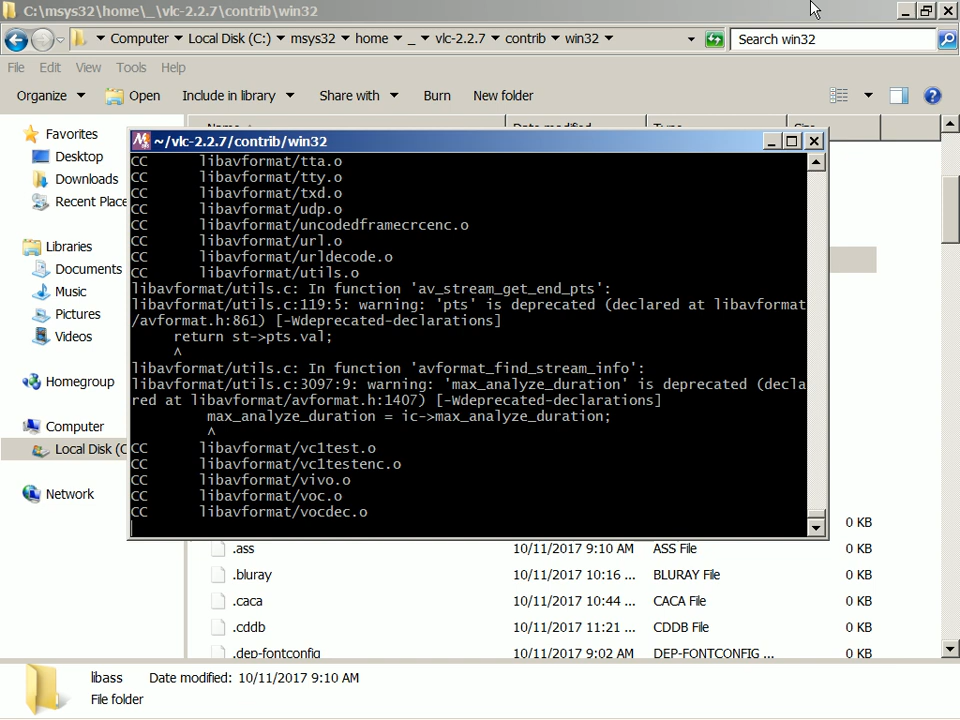 C:\msys32\home\_\vlc-2.2.7\contrib\win32
Computer Local Disk (C:) msys32 home _ vlc-2.2.7 contrib win32
Search win32
File Edit View Tools Help
Organize Open Include in library Share with Burn New folder
Favorites
Desktop
Downloads
Recent Place
Libraries
Documents
Music
Pictures
Videos
Homegroup
Computer
Local Disk (C
Network
~/vlc-2.2.7/contrib/win32
CC libavformat/tta.o
CC libavformat/tty.o
CC libavformat/txd.o
CC libavformat/udp.o
CC libavformat/uncodedframecrcenc.o
CC libavformat/url.o
CC libavformat/urldecode.o
CC libavformat/utils.o
libavformat/utils.c: In function 'av_stream_get_end_pts':
libavformat/utils.c:119:5: warning: 'pts' is deprecated (declared at libavformat
/avformat.h:861) [-Wdeprecated-declarations]
return st->pts.val;
^
libavformat/utils.c: In function 'avformat_find_stream_info':
libavformat/utils.c:3097:9: warning: 'max_analyze_duration' is deprecated (decla
red at libavformat/avformat.h:1407) [-Wdeprecated-declarations]
max_analyze_duration = ic->max_analyze_duration;
^
CC libavformat/vc1test.o
CC libavformat/vc1testenc.o
CC libavformat/vivo.o
CC libavformat/voc.o
CC libavformat/vocdec.o
0 KB
.ass 10/11/2017 9:10 AM ASS File 0 KB
.bluray 10/11/2017 10:16 ... BLURAY File 0 KB
.caca 10/11/2017 10:44 ... CACA File 0 KB
.cddb 10/11/2017 11:21 ... CDDB File 0 KB
.dep-fontconfig 10/11/2017 9:02 AM DEP-FONTCONFIG ... 0 KB
libass Date modified: 10/11/2017 9:10 AM
File folder